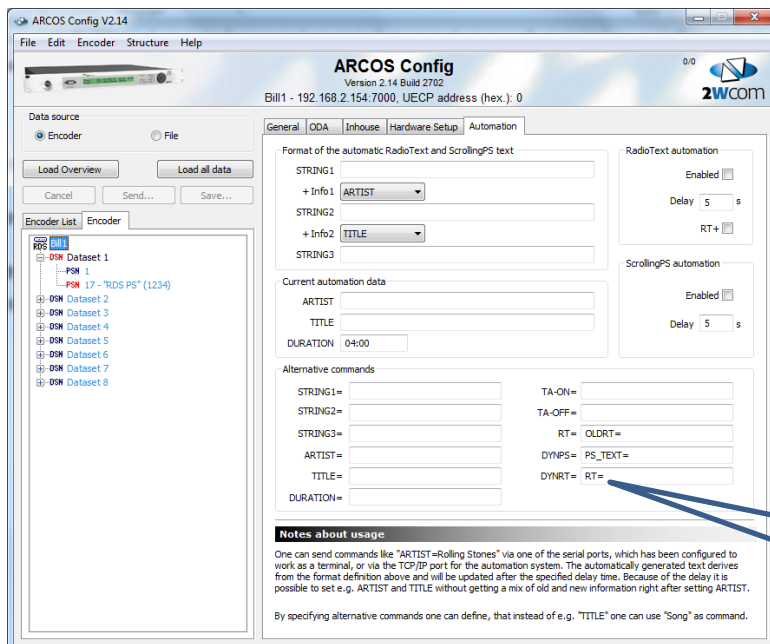 ARCOS Config V2.14
File Edit Encoder Structure Help
ARCOS Config
Version 2.14 Build 2702
Bill1 - 192.168.2.154:7000, UECP address (hex.): 0
0/0
2wcom
Data source
Encoder File
Load Overview Load all data
Cancel Send... Save...
Encoder List Encoder
RDS Bill1
DSN Dataset 1
PSN 1
PSN 17 - "RDS PS" (1234)
DSN Dataset 2
DSN Dataset 3
DSN Dataset 4
DSN Dataset 5
DSN Dataset 6
DSN Dataset 7
DSN Dataset 8
General ODA Inhouse Hardware Setup Automation
Format of the automatic RadioText and ScrollingPS text
STRING1
+ Info1 ARTIST
STRING2
+ Info2 TITLE
STRING3
RadioText automation
Enabled
Delay 5 s
RT+
ScrollingPS automation
Enabled
Delay 5 s
Current automation data
ARTIST
TITLE
DURATION 04:00
Alternative commands
STRING1= TA-ON=
STRING2= TA-OFF=
STRING3= RT= OLDRT=
ARTIST= DYNPS= PS_TEXT=
TITLE= DYNRT= RT=
DURATION=
Notes about usage
One can send commands like "ARTIST=Rolling Stones" via one of the serial ports, which has been configured to
work as a terminal, or via the TCP/IP port for the automation system. The automatically generated text derives
from the format definition above and will be updated after the specified delay time. Because of the delay it is
possible to set e.g. ARTIST and TITLE without getting a mix of old and new information right after setting ARTIST.
By specifying alternative commands one can define, that instead of e.g. "TITLE" one can use "Song" as command.